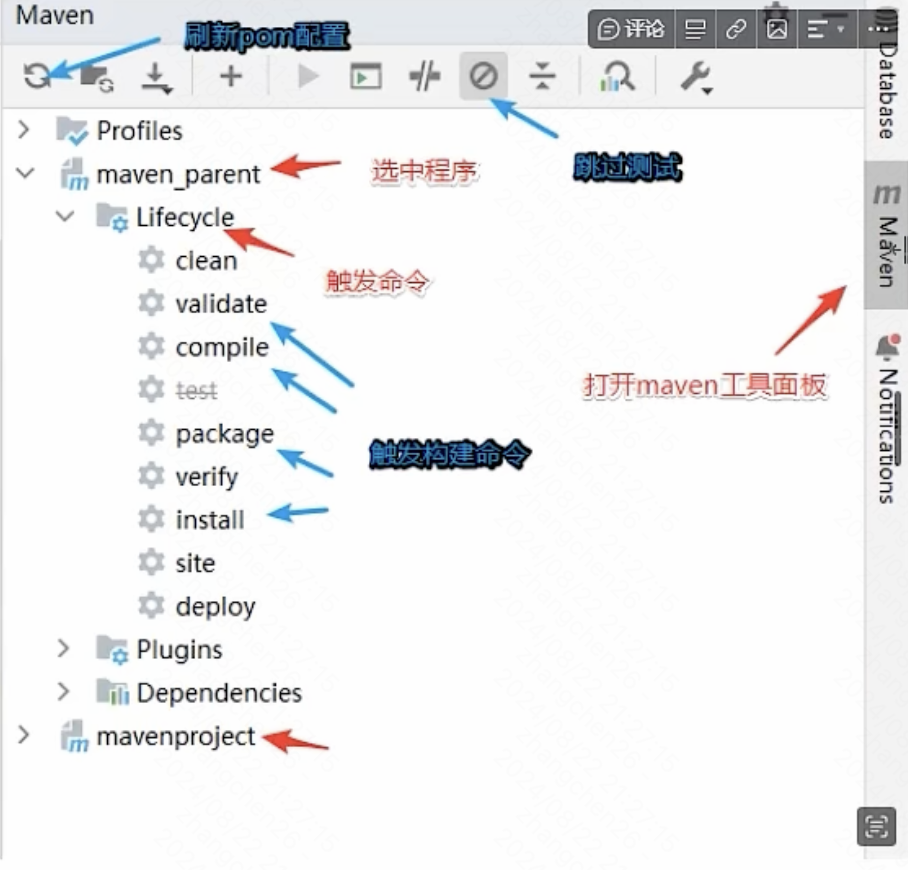 Maven
刷新pom配置
评论
Profiles
maven_parent
选中程序
跳过测试
Lifecycle
触发命令
clean
validate
compile
test
package
触发构建命令
verify
install
site
deploy
Plugins
Dependencies
mavenproject
打开maven工具面板
Database
m
Maven
Notifications